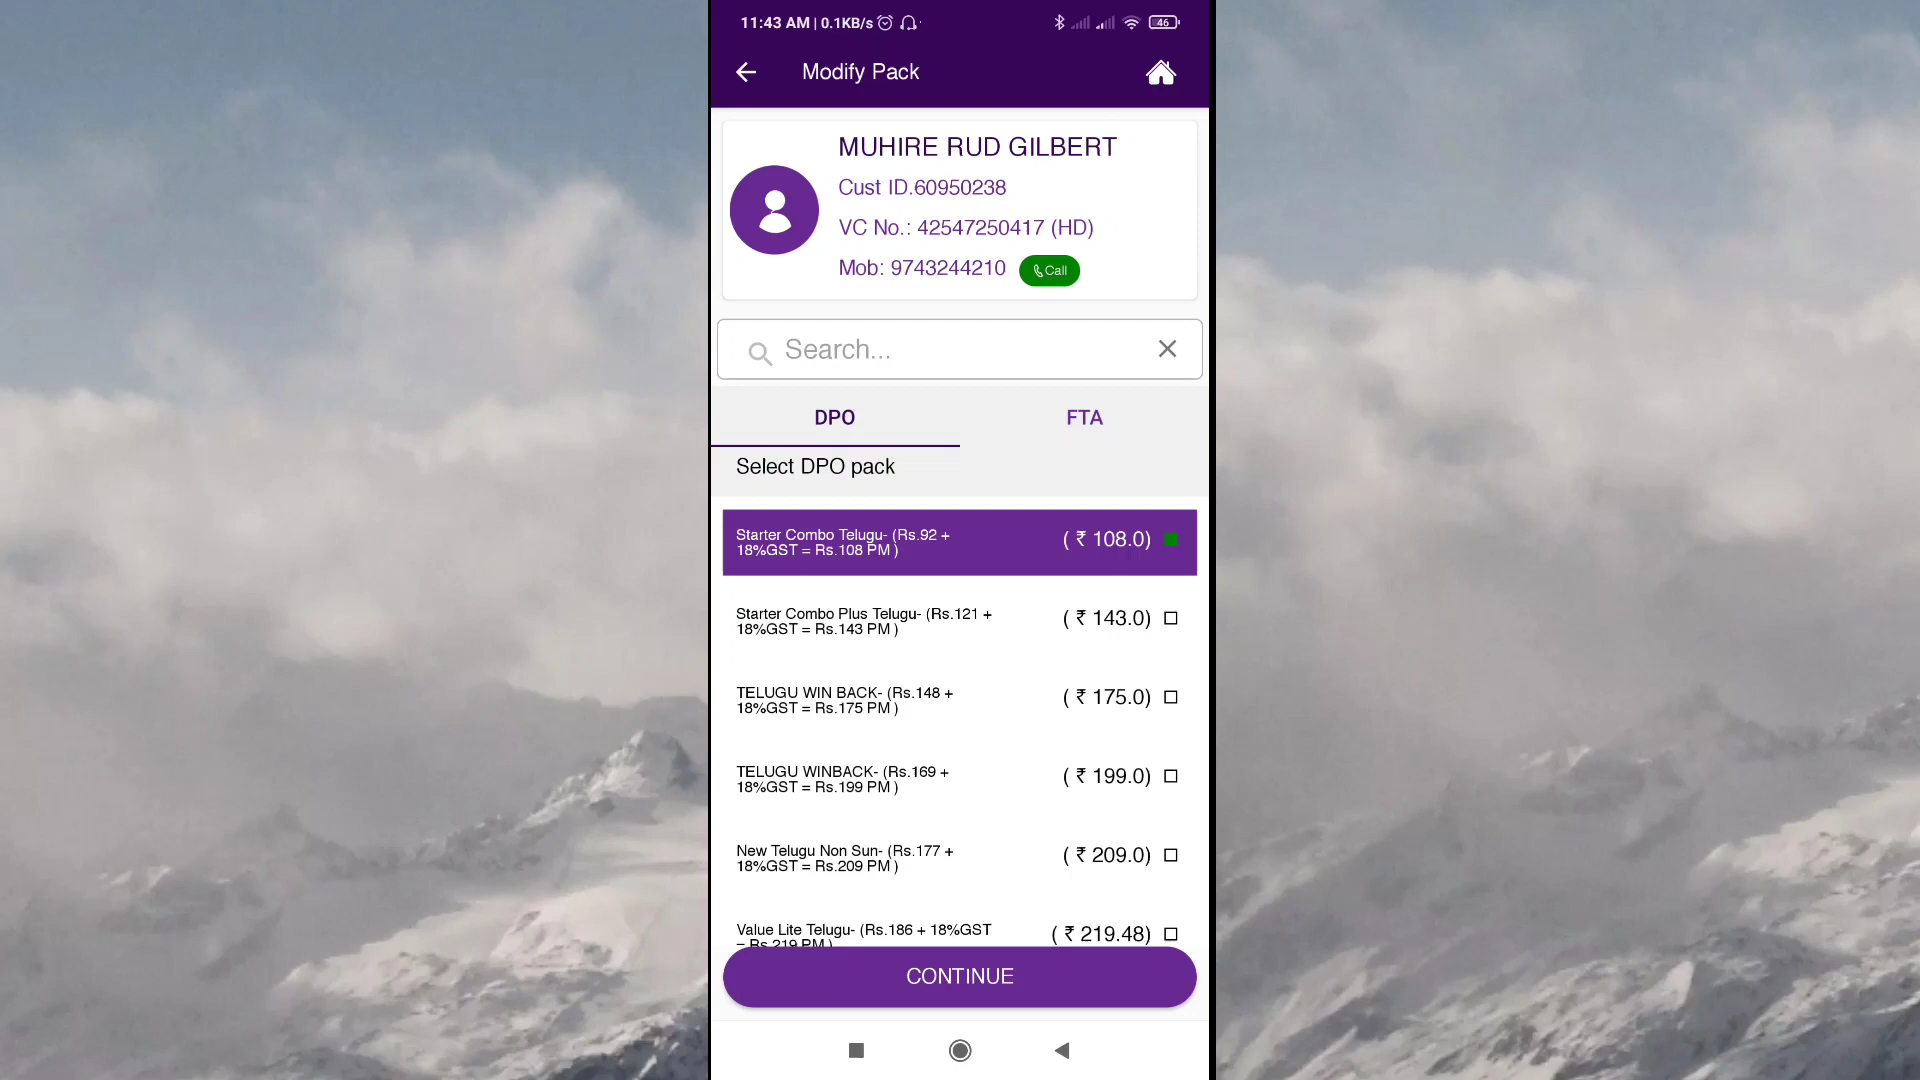 11:43 AM | 0.1KB/s
46
Modify Pack
MUHIRE RUD GILBERT
Cust ID.60950238
VC No.: 42547250417 (HD)
Mob: 9743244210
Call
Search...
DPO
FTA
Select DPO pack
Starter Combo Telugu- (Rs.92 +
18%GST = Rs.108 PM )
( ₹ 108.0)
Starter Combo Plus Telugu- (Rs.121 +
18%GST = Rs.143 PM )
( ₹ 143.0)
TELUGU WIN BACK- (Rs.148 +
18%GST = Rs.175 PM )
( ₹ 175.0)
TELUGU WINBACK- (Rs.169 +
18%GST = Rs.199 PM )
( ₹ 199.0)
New Telugu Non Sun- (Rs.177 +
18%GST = Rs.209 PM )
( ₹ 209.0)
Value Lite Telugu- (Rs.186 + 18%GST
= Rs.219 PM )
( ₹ 219.48)
CONTINUE